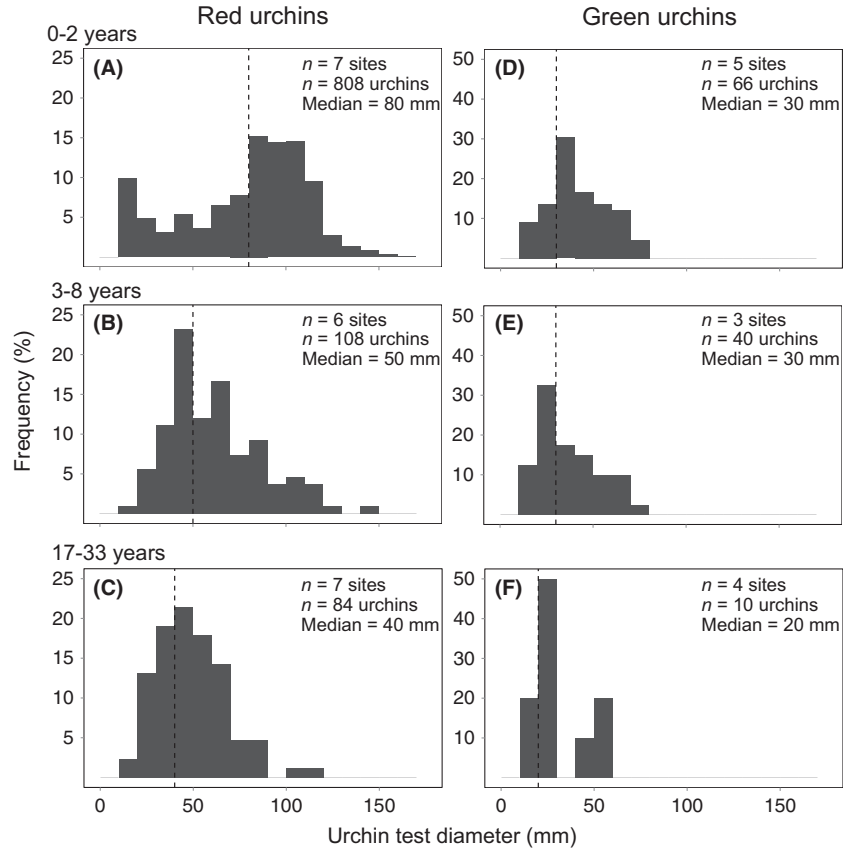 Red urchins
Green urchins
0-2 years
(A)
n = 7 sites
n = 808 urchins
Median = 80 mm
25
20
15
10
5
(D)
n = 5 sites
n = 66 urchins
Median = 30 mm
50
40
30
20
10
3-8 years
(B)
n = 6 sites
n = 108 urchins
Median = 50 mm
25
20
15
10
5
(E)
n = 3 sites
n = 40 urchins
Median = 30 mm
50
40
30
20
10
17-33 years
(C)
n = 7 sites
n = 84 urchins
Median = 40 mm
25
20
15
10
5
(F)
n = 4 sites
n = 10 urchins
Median = 20 mm
50
40
30
20
10
Frequency (%)
0 50 100 150
0 50 100 150
Urchin test diameter (mm)